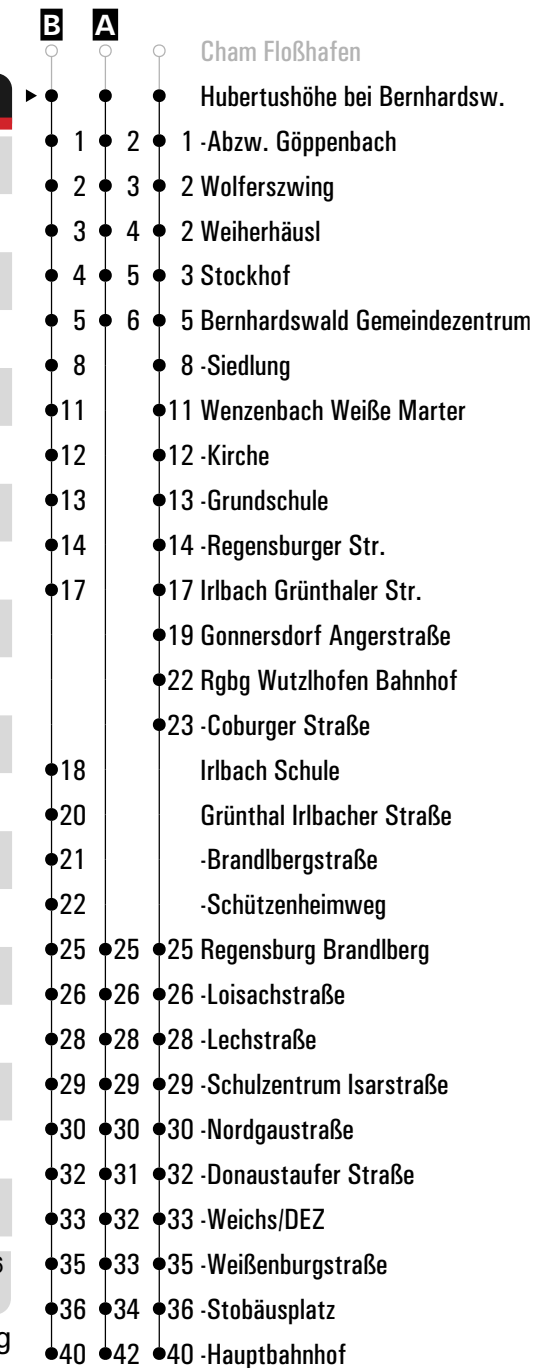 B A
Cham Floßhafen
Hubertushöhe bei Bernhardsw.
1 2 1 -Abzw. Göppenbach
2 3 2 Wolferszwing
3 4 2 Weiherhäusl
4 5 3 Stockhof
5 6 5 Bernhardswald Gemeindezentrum
8 8 -Siedlung
11 11 Wenzenbach Weiße Marter
12 12 -Kirche
13 13 -Grundschule
14 14 -Regensburger Str.
17 17 Irlbach Grünthaler Str.
19 Gonnersdorf Angerstraße
22 Rgbg Wutzlhofen Bahnhof
23 -Coburger Straße
18 Irlbach Schule
20 Grünthal Irlbacher Straße
21 -Brandlbergstraße
22 -Schützenheimweg
25 25 25 Regensburg Brandlberg
26 26 26 -Loisachstraße
28 28 28 -Lechstraße
29 29 29 -Schulzentrum Isarstraße
30 30 30 -Nordgaustraße
32 31 32 -Donaustaufer Straße
33 32 33 -Weichs/DEZ
35 33 35 -Weißenburgstraße
36 34 36 -Stobäusplatz
g 40 42 40 -Hauptbahnhof